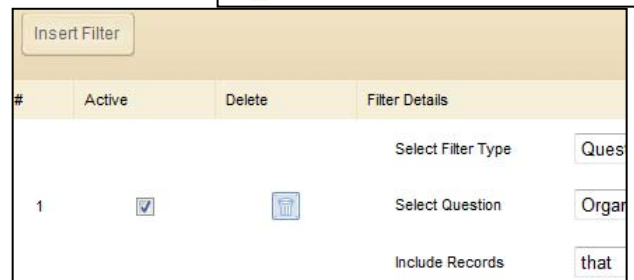 Insert Filter
# Active Delete Filter Details
Select Filter Type
1 Select Question
Include Records that